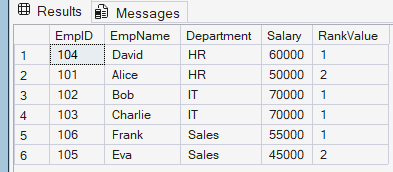 Results Messages
EmpID EmpName Department Salary RankValue
1 104 David HR 60000 1
2 101 Alice HR 50000 2
3 102 Bob IT 70000 1
4 103 Charlie IT 70000 1
5 106 Frank Sales 55000 1
6 105 Eva Sales 45000 2